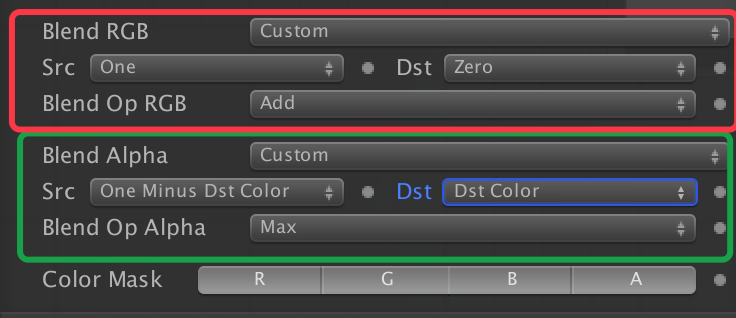 Blend RGB Custom
Src One Dst Zero
Blend Op RGB Add
Blend Alpha Custom
Src One Minus Dst Color Dst Dst Color
Blend Op Alpha Max
Color Mask R G B A